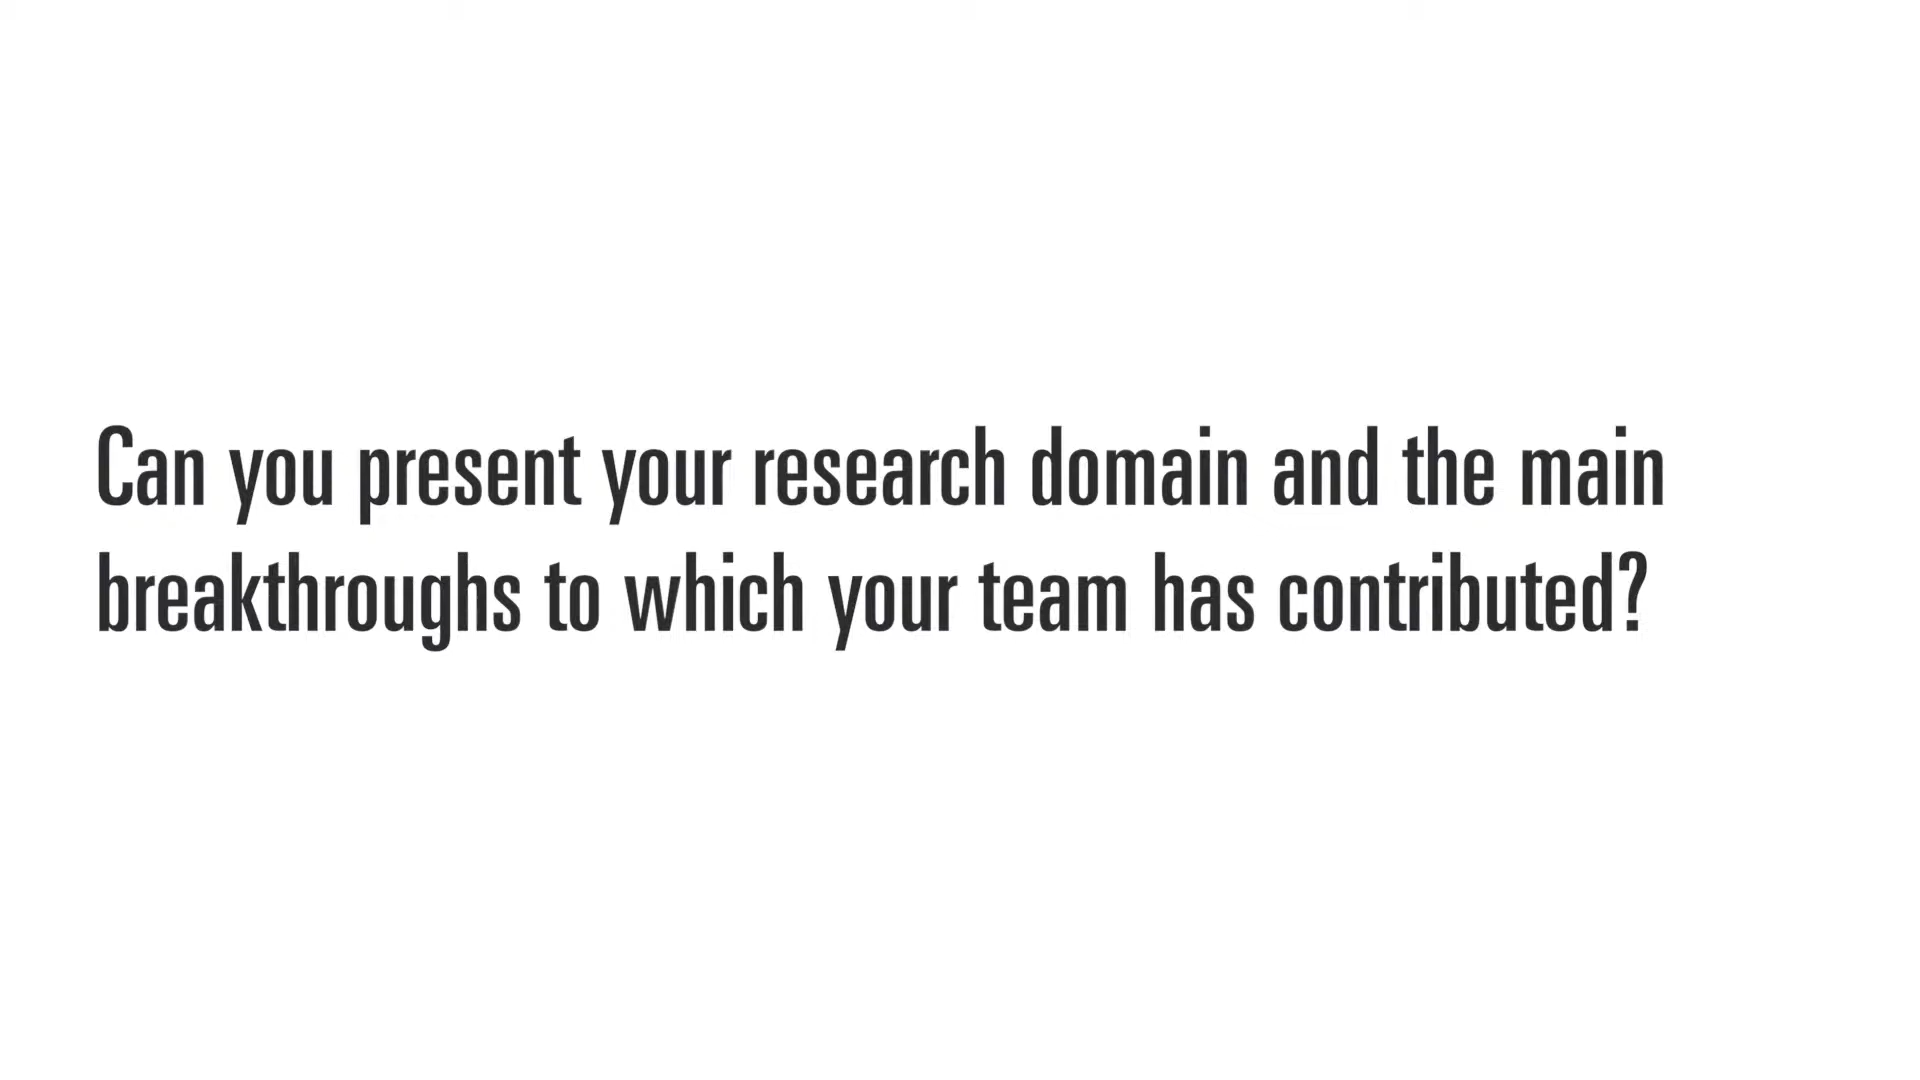 Can you present your research domain and the main
breakthroughs to which your team has contributed?